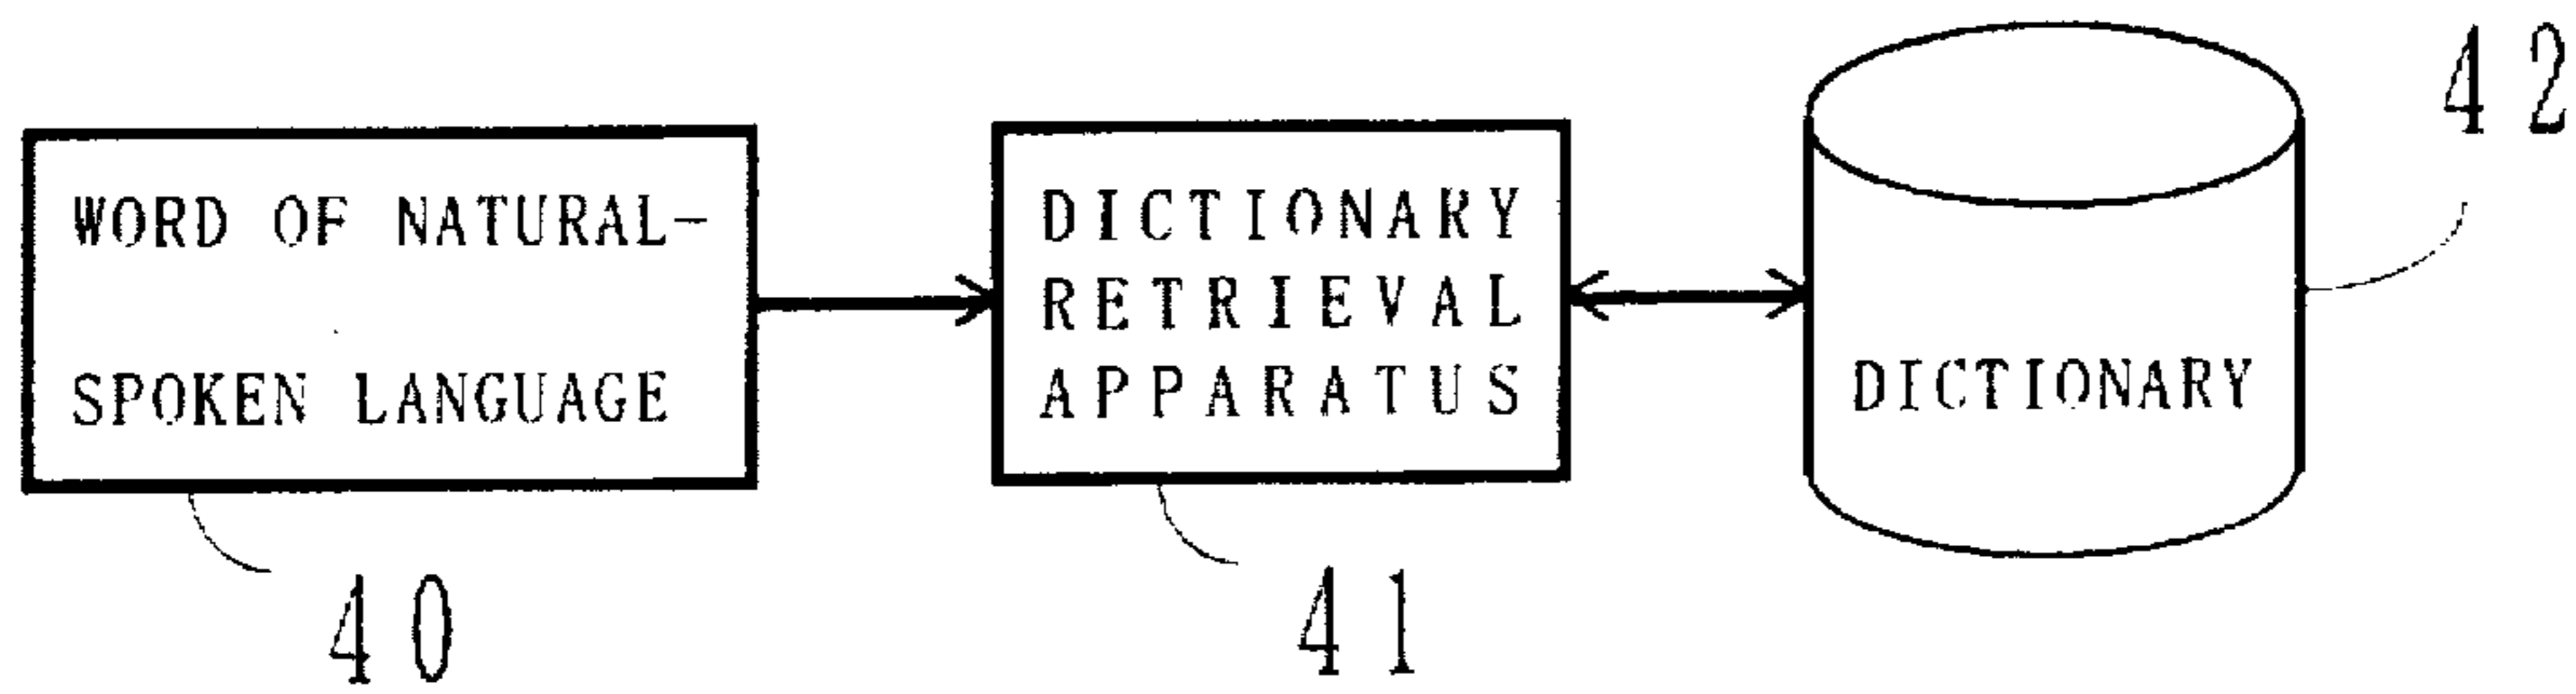 WORD OF NATURAL-
SPOKEN LANGUAGE
40
DICTIONARY
RETRIEVAL
APPARATUS
41
DICTIONARY
42